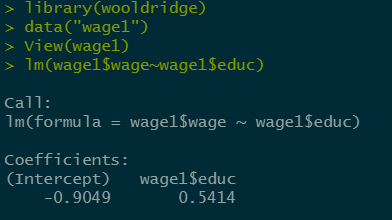 > library(wooldridge)
> data("wage1")
> View(wage1)
> lm(wage1$wage~wage1$educ)
Call:
lm(formula = wage1$wage ~ wage1$educ)
Coefficients:
(Intercept) wage1$educ
-0.9049 0.5414